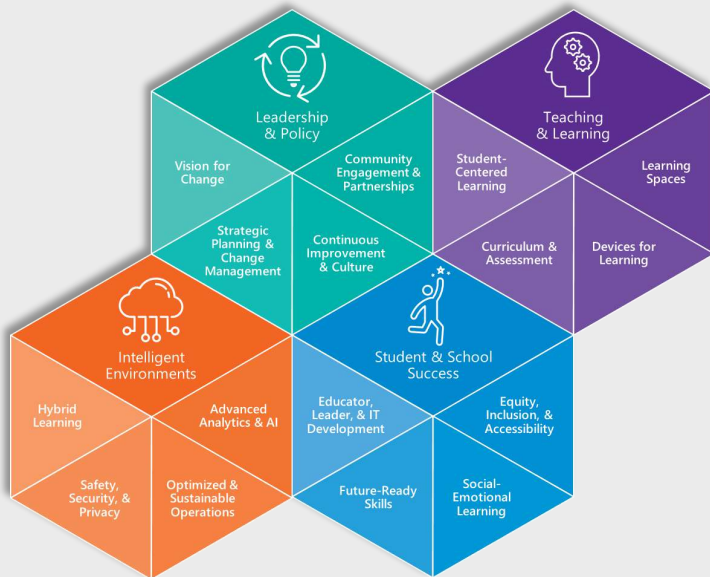 Leadership
& Policy
Vision for
Change
Community
Engagement &
Partnerships
Strategic
Planning &
Change
Management
Continuous
Improvement
& Culture
Teaching
& Learning
Student-
Centered
Learning
Learning
Spaces
Curriculum &
Assessment
Devices for
Learning
Intelligent
Environments
Hybrid
Learning
Advanced
Analytics & AI
Safety,
Security, &
Privacy
Optimized &
Sustainable
Operations
Student & School
Success
Educator,
Leader, & IT
Development
Equity,
Inclusion, &
Accessibility
Future-Ready
Skills
Social-
Emotional
Learning